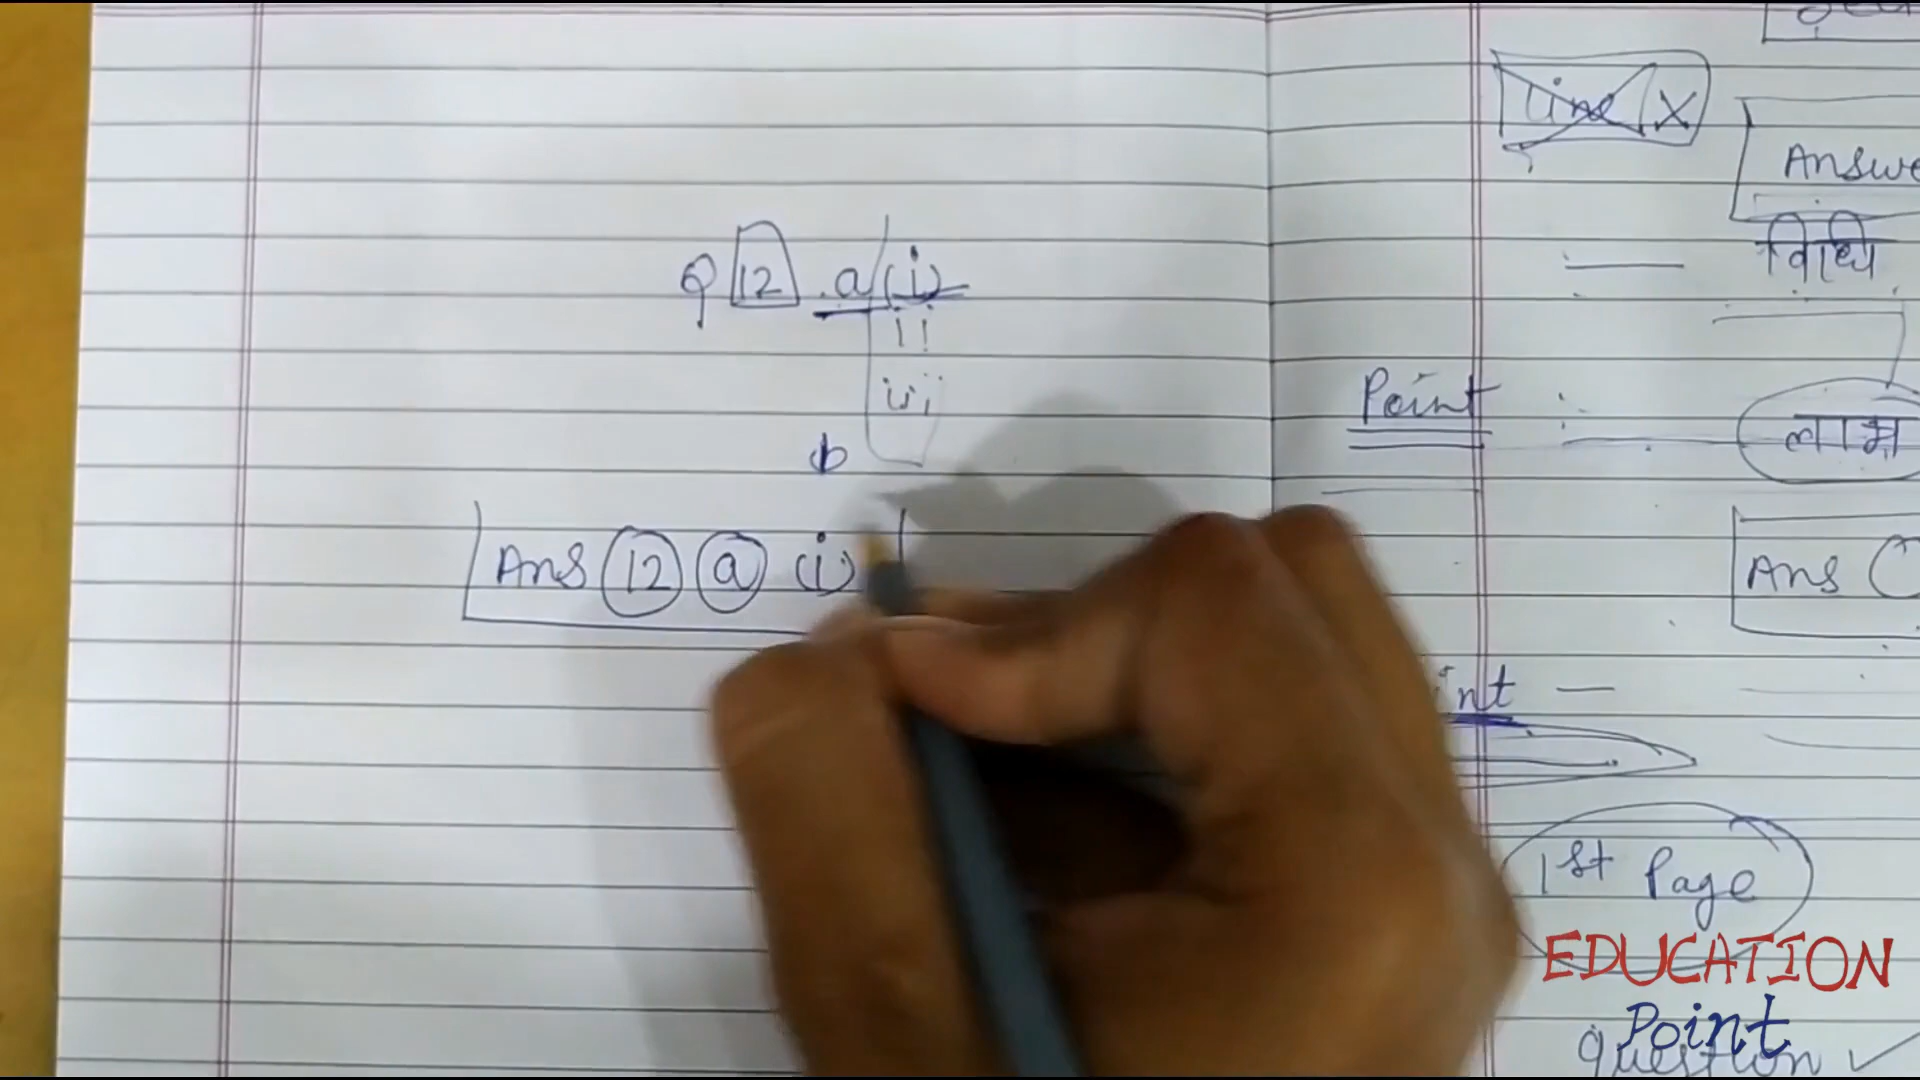 Q 12 .a (i)
ii
iii
b
Ans 12 a (i)
Line X
Answe
विधि
Point
लाभ
Ans
int —
1st Page
EDUCATION
Point
question ✓